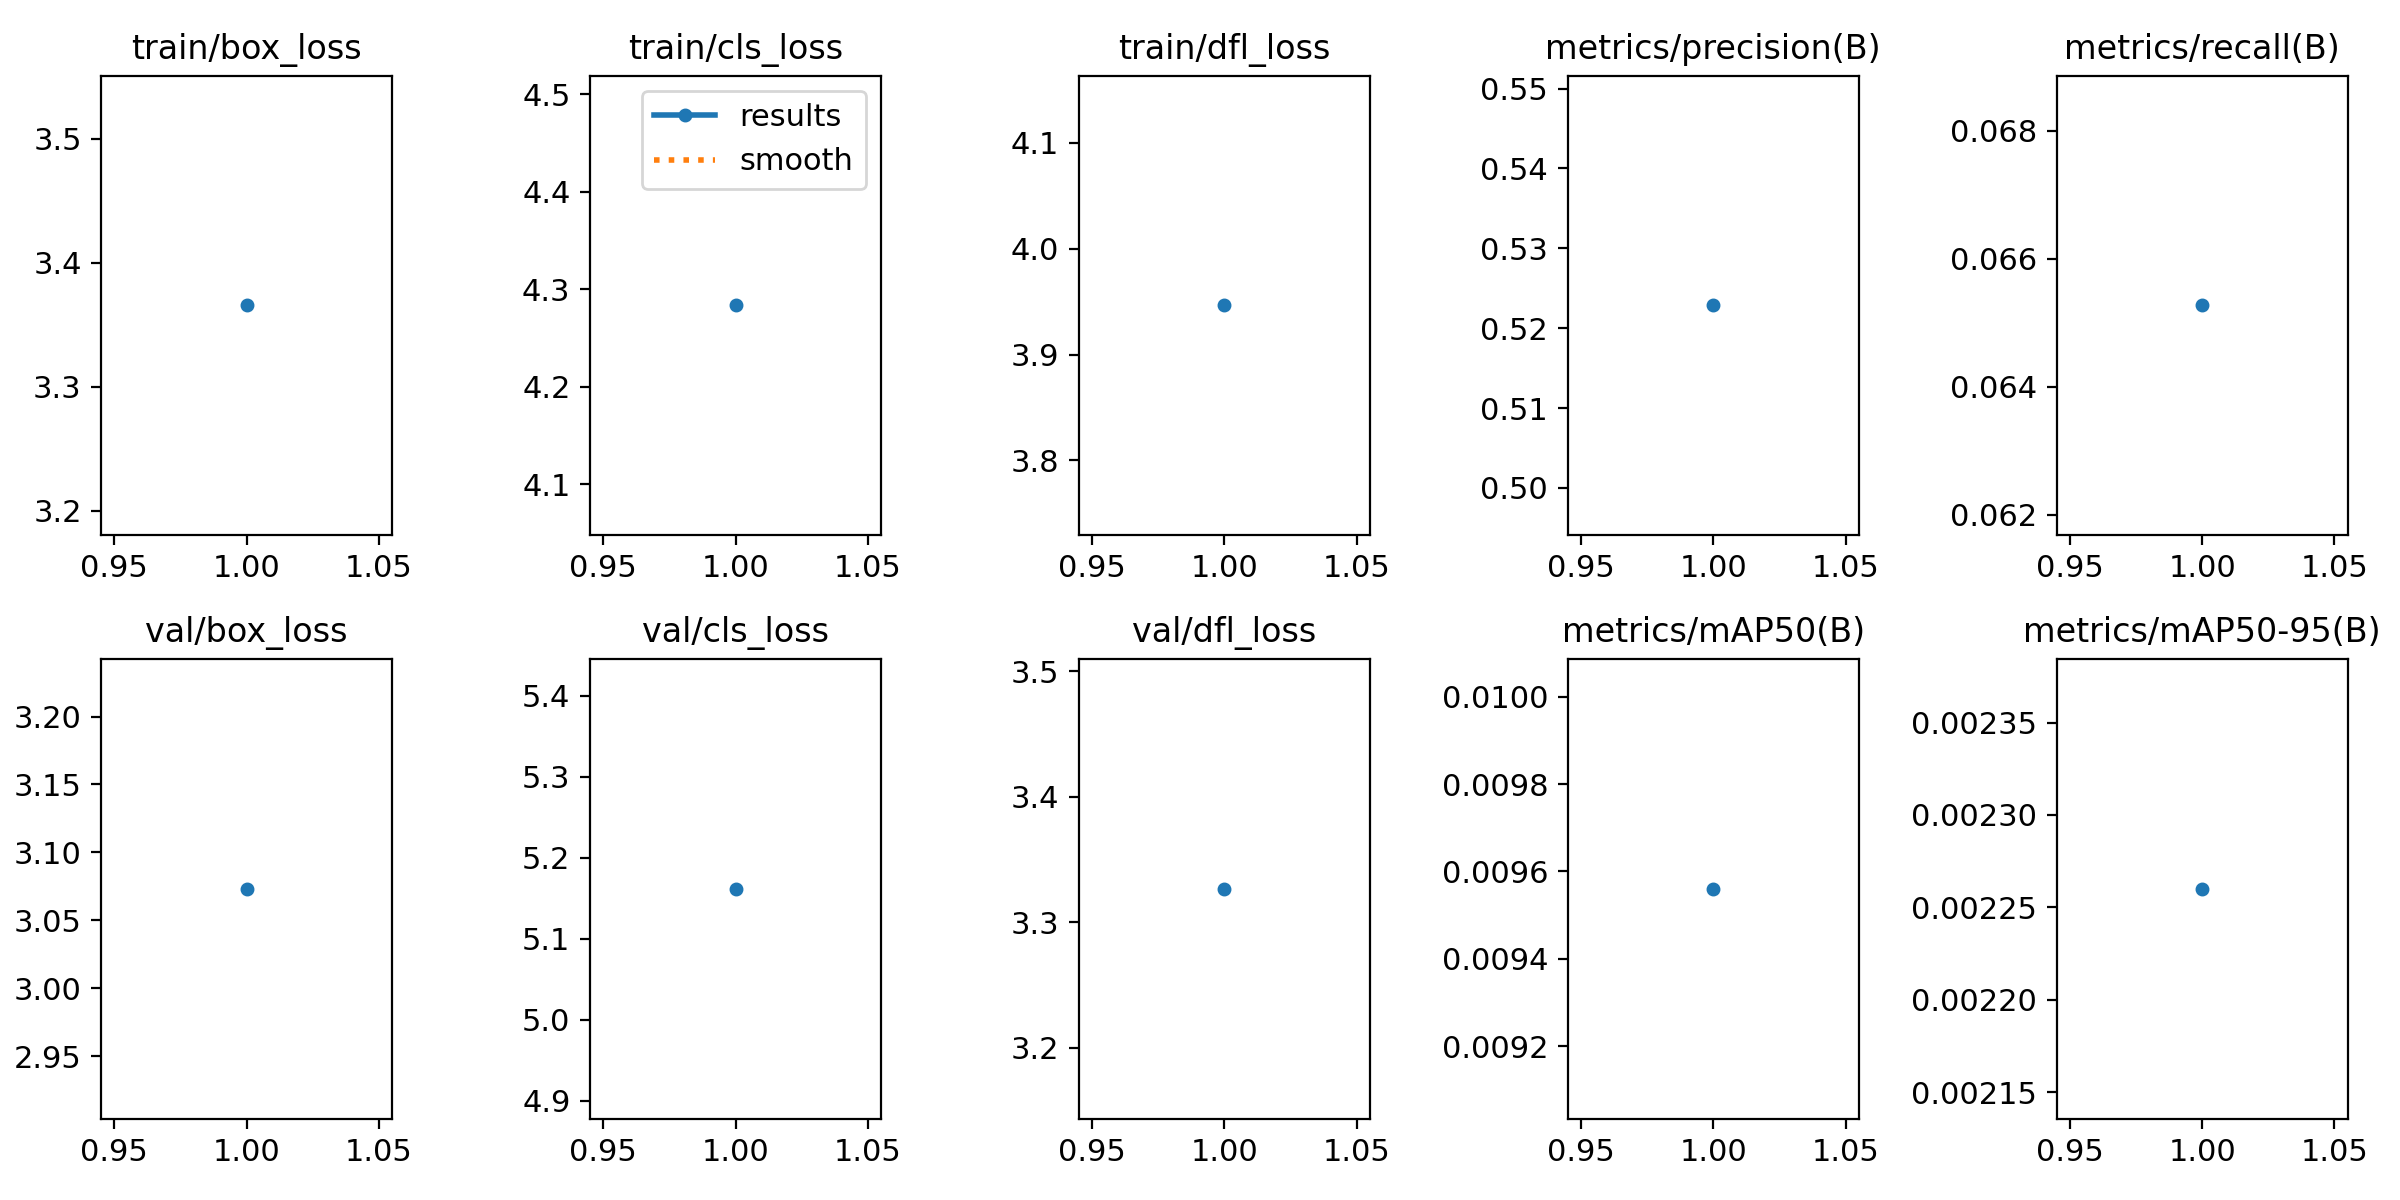 train/box_loss
3.5
3.4
3.3
3.2
0.95 1.00 1.05
train/cls_loss
results
smooth
4.5
4.4
4.3
4.2
4.1
0.95 1.00 1.05
train/dfl_loss
4.1
4.0
3.9
3.8
0.95 1.00 1.05
metrics/precision(B)
0.55
0.54
0.53
0.52
0.51
0.50
0.95 1.00 1.05
metrics/recall(B)
0.068
0.066
0.064
0.062
0.95 1.00 1.05
val/box_loss
3.20
3.15
3.10
3.05
3.00
2.95
0.95 1.00 1.05
val/cls_loss
5.4
5.3
5.2
5.1
5.0
4.9
0.95 1.00 1.05
val/dfl_loss
3.5
3.4
3.3
3.2
0.95 1.00 1.05
metrics/mAP50(B)
0.0100
0.0098
0.0096
0.0094
0.0092
0.95 1.00 1.05
metrics/mAP50-95(B)
0.00235
0.00230
0.00225
0.00220
0.00215
0.95 1.00 1.05